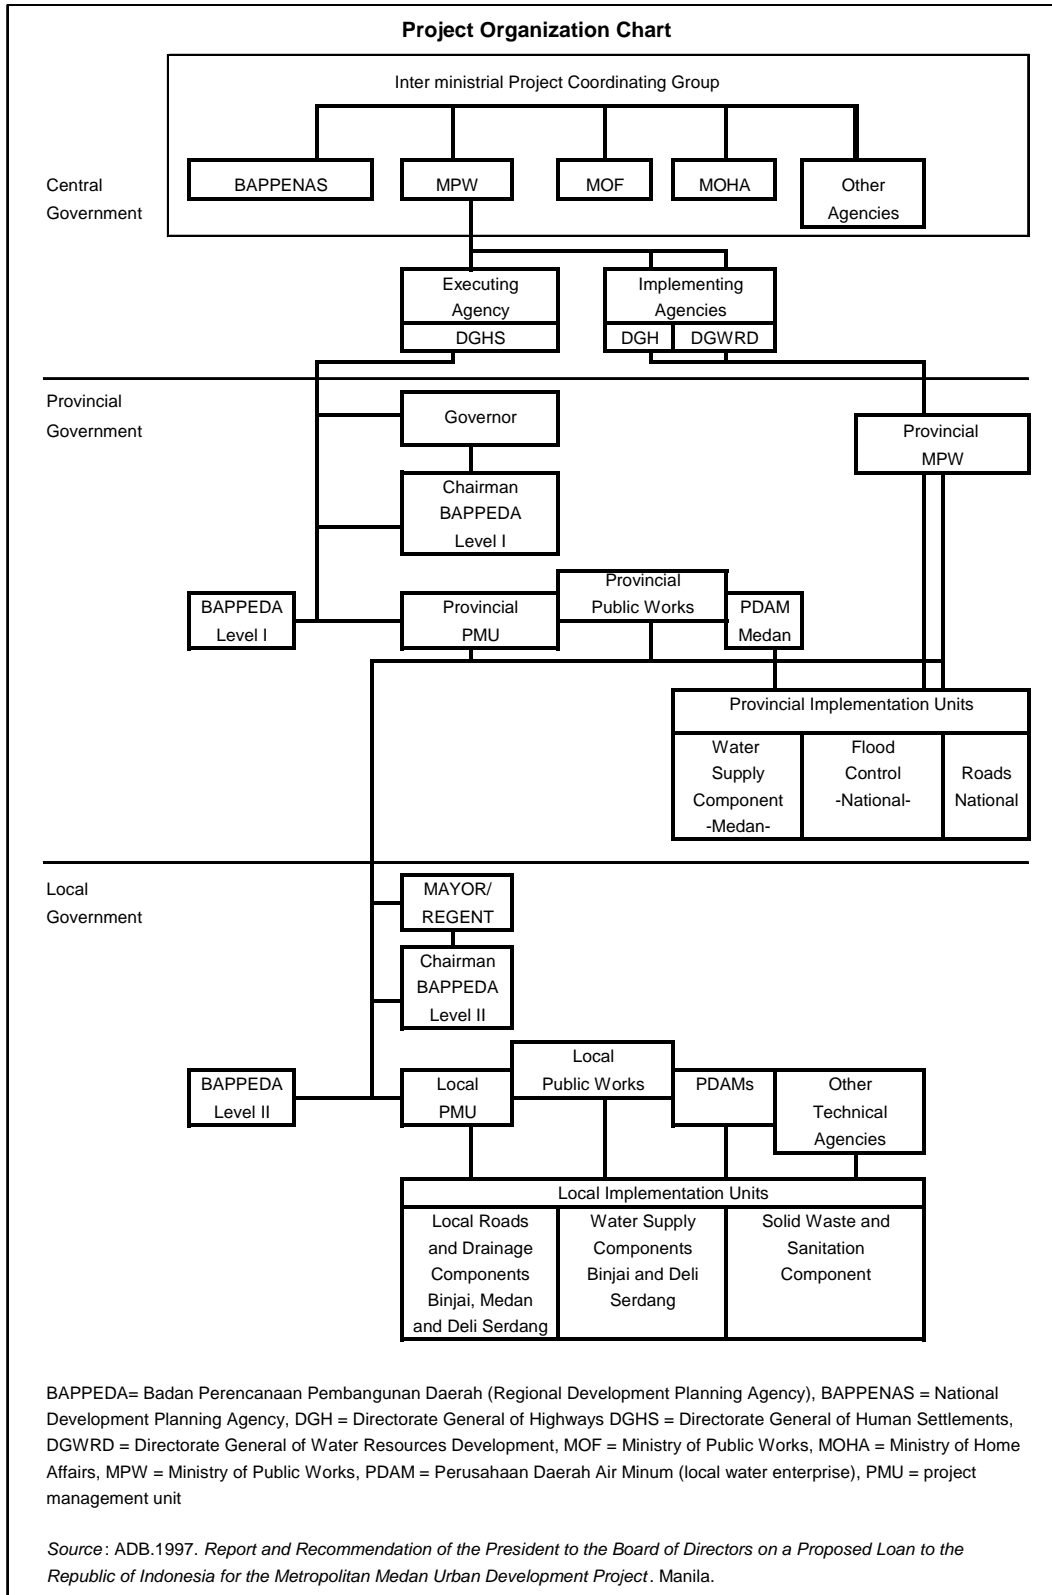 Project Organization Chart
Inter ministrial Project Coordinating Group
Central
Government
BAPPENAS
MPW
MOF
MOHA
Other
Agencies
Executing
Agency
DGHS
Implementing
Agencies
DGH
DGWRD
Provincial
Government
Governor
Provincial
MPW
Chairman
BAPPEDA
Level I
BAPPEDA
Level I
Provincial
PMU
Provincial
Public Works
PDAM
Medan
Provincial Implementation Units
Water
Supply
Component
-Medan-
Flood
Control
-National-
Roads
National
Local
Government
MAYOR/
REGENT
Chairman
BAPPEDA
Level II
BAPPEDA
Level II
Local
PMU
Local
Public Works
PDAMs
Other
Technical
Agencies
Local Implementation Units
Local Roads
and Drainage
Components
Binjai, Medan
and Deli Serdang
Water Supply
Components
Binjai and Deli
Serdang
Solid Waste and
Sanitation
Component
BAPPEDA= Badan Perencanaan Pembangunan Daerah (Regional Development Planning Agency), BAPPENAS = National
Development Planning Agency, DGH = Directorate General of Highways DGHS = Directorate General of Human Settlements,
DGWRD = Directorate General of Water Resources Development, MOF = Ministry of Public Works, MOHA = Ministry of Home
Affairs, MPW = Ministry of Public Works, PDAM = Perusahaan Daerah Air Minum (local water enterprise), PMU = project
management unit
Source: ADB.1997. Report and Recommendation of the President to the Board of Directors on a Proposed Loan to the
Republic of Indonesia for the Metropolitan Medan Urban Development Project. Manila.